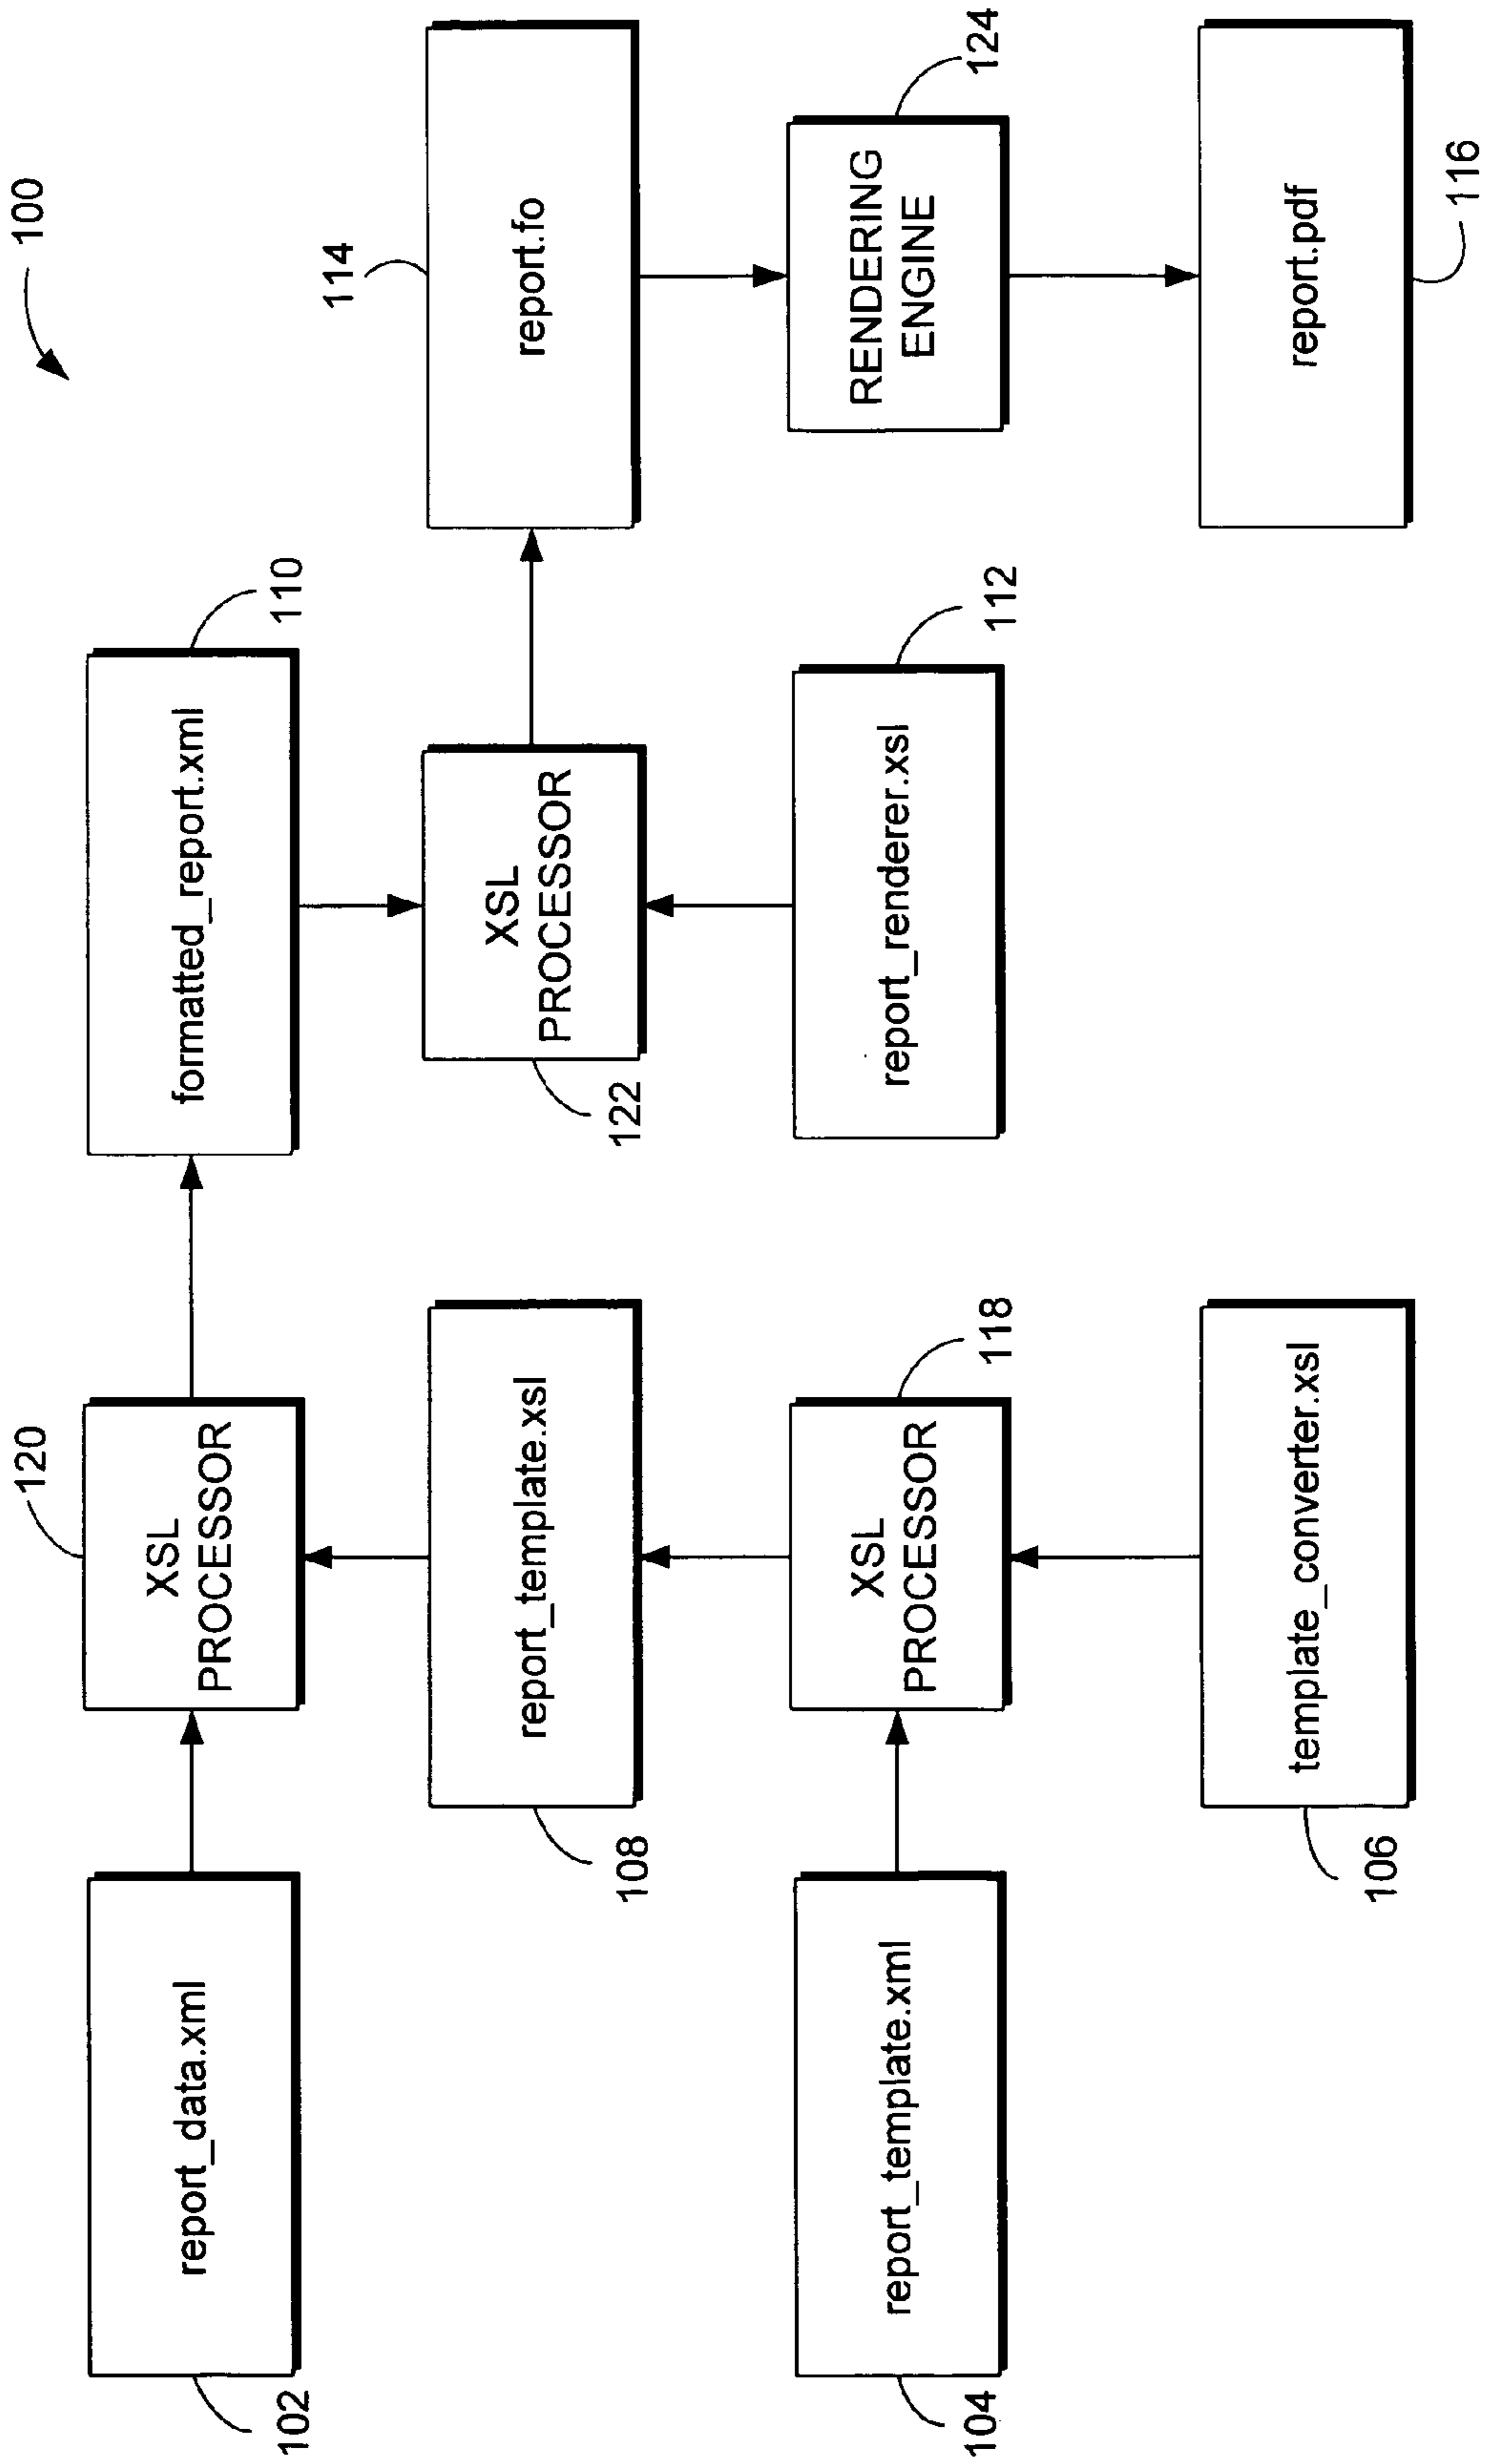 100
120
report_data.xml
102
XSL
PROCESSOR
formatted_report.xml
110
114
report_template.xsl
108
XSL
PROCESSOR
122
report.fo
report_template.xml
104
XSL
PROCESSOR
118
report_renderer.xsl
112
RENDERING
ENGINE
124
template_converter.xsl
106
report.pdf
116